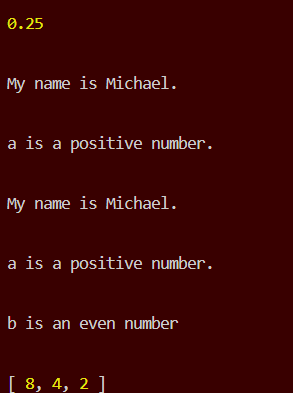 0.25
My name is Michael.
a is a positive number.
My name is Michael.
a is a positive number.
b is an even number
[ 8, 4, 2 ]